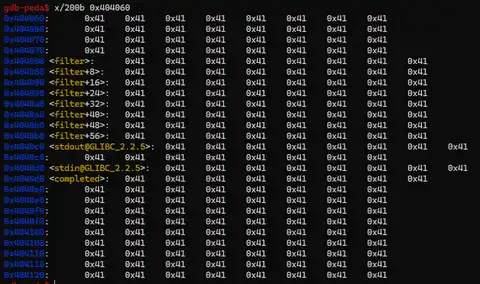 gdb-peda$ x/200b 0x404060
0x404060: 0x41 0x41 0x41 0x41 0x41 0x41 0x41 0x41
0x404068: 0x41 0x41 0x41 0x41 0x41 0x41 0x41 0x41
0x404070: 0x41 0x41 0x41 0x41 0x41 0x41 0x41 0x41
0x404078: 0x41 0x41 0x41 0x41 0x41 0x41 0x41 0x41
0x404080 <filter>: 0x41 0x41 0x41 0x41 0x41 0x41 0x41 0x41
0x404088 <filter+8>: 0x41 0x41 0x41 0x41 0x41 0x41 0x41 0x41
0x404090 <filter+16>: 0x41 0x41 0x41 0x41 0x41 0x41 0x41 0x41
0x404098 <filter+24>: 0x41 0x41 0x41 0x41 0x41 0x41 0x41 0x41
0x4040a0 <filter+32>: 0x41 0x41 0x41 0x41 0x41 0x41 0x41 0x41
0x4040a8 <filter+40>: 0x41 0x41 0x41 0x41 0x41 0x41 0x41 0x41
0x4040b0 <filter+48>: 0x41 0x41 0x41 0x41 0x41 0x41 0x41 0x41
0x4040b8 <filter+56>: 0x41 0x41 0x41 0x41 0x41 0x41 0x41 0x41
0x4040c0 <stdout@GLIBC_2.2.5>: 0x41 0x41 0x41 0x41 0x41 0x41 0x41 0x41
0x4040c8: 0x41 0x41 0x41 0x41 0x41 0x41 0x41 0x41
0x4040d0 <stdin@GLIBC_2.2.5>: 0x41 0x41 0x41 0x41 0x41 0x41 0x41 0x41
0x4040d8 <completed>: 0x41 0x41 0x41 0x41 0x41 0x41 0x41 0x41
0x4040e0: 0x41 0x41 0x41 0x41 0x41 0x41 0x41 0x41
0x4040e8: 0x41 0x41 0x41 0x41 0x41 0x41 0x41 0x41
0x4040f0: 0x41 0x41 0x41 0x41 0x41 0x41 0x41 0x41
0x4040f8: 0x41 0x41 0x41 0x41 0x41 0x41 0x41 0x41
0x404100: 0x41 0x41 0x41 0x41 0x41 0x41 0x41 0x41
0x404108: 0x41 0x41 0x41 0x41 0x41 0x41 0x41 0x41
0x404110: 0x41 0x41 0x41 0x41 0x41 0x41 0x41 0x41
0x404118: 0x41 0x41 0x41 0x41 0x41 0x41 0x41 0x41
0x404120: 0x41 0x41 0x41 0x41 0x41 0x41 0x41 0x41